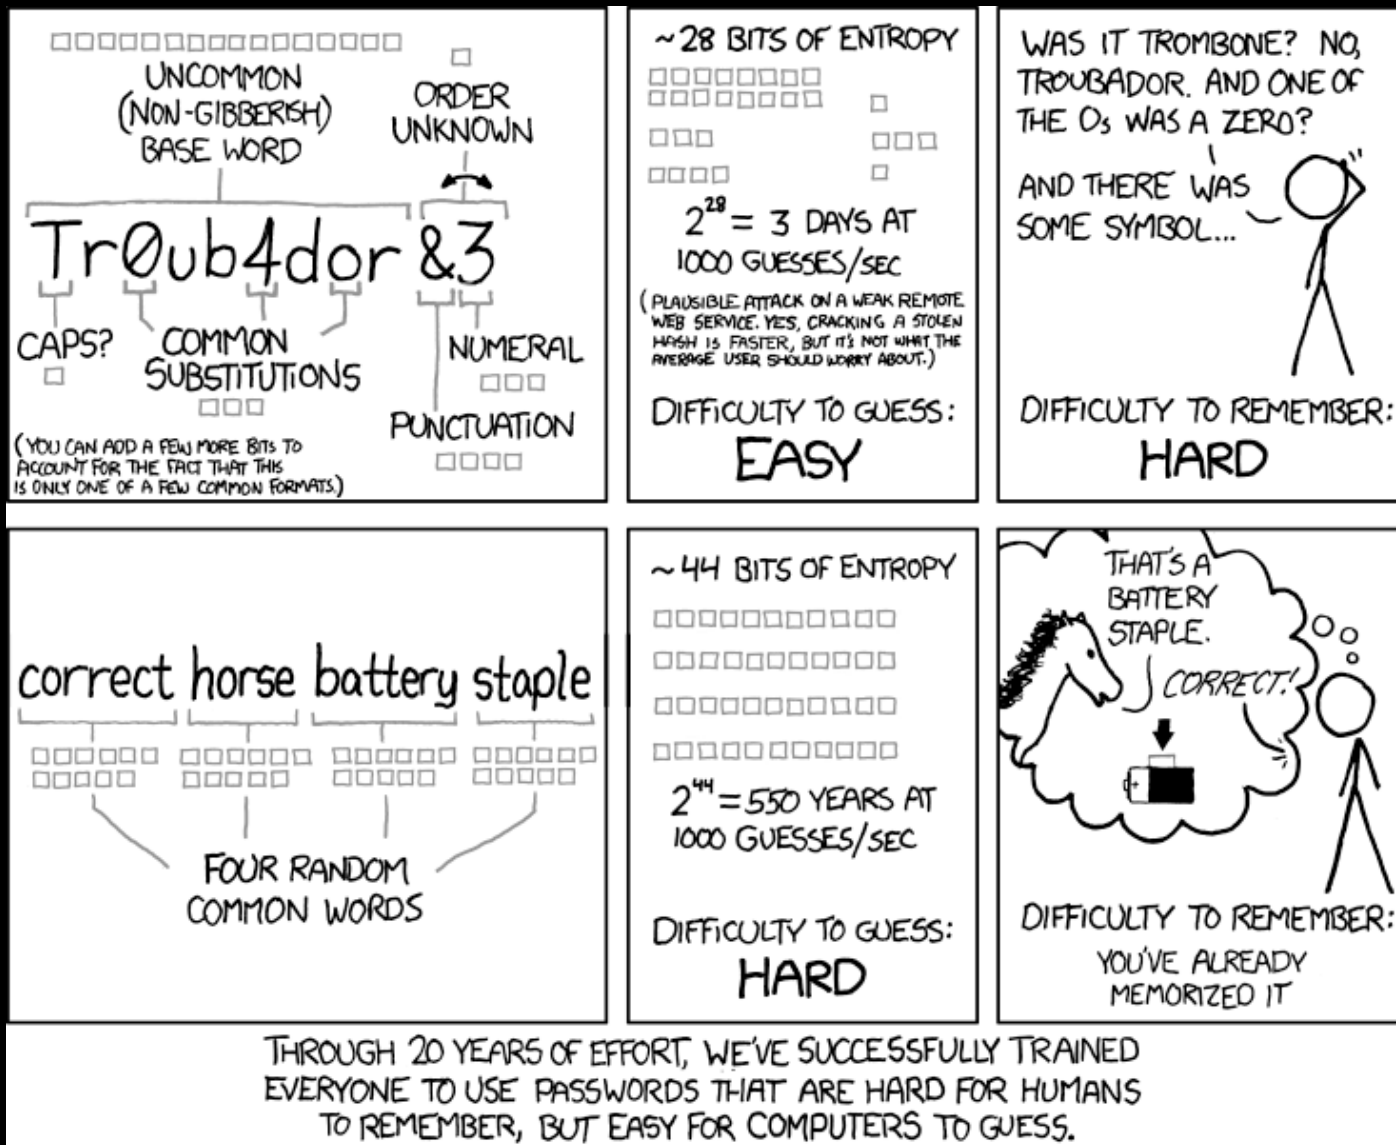 UNCOMMON
(NON-GIBBERISH)
BASE WORD
ORDER
UNKNOWN
Tr0ub4dor &3
CAPS?
COMMON
SUBSTITUTIONS
NUMERAL
PUNCTUATION
(YOU CAN ADD A FEW MORE BITS TO
ACCOUNT FOR THE FACT THAT THIS
IS ONLY ONE OF A FEW COMMON FORMATS.)
~28 BITS OF ENTROPY
2^28 = 3 DAYS AT
1000 GUESSES/SEC
(PLAUSIBLE ATTACK ON A WEAK REMOTE
WEB SERVICE. YES, CRACKING A STOLEN
HASH IS FASTER, BUT IT'S NOT WHAT THE
AVERAGE USER SHOULD WORRY ABOUT.)
DIFFICULTY TO GUESS:
EASY
WAS IT TROMBONE? NO,
TROUBADOR. AND ONE OF
THE Os WAS A ZERO?
AND THERE WAS
SOME SYMBOL...
DIFFICULTY TO REMEMBER:
HARD
correct horse battery staple
FOUR RANDOM
COMMON WORDS
~44 BITS OF ENTROPY
2^44 = 550 YEARS AT
1000 GUESSES/SEC
DIFFICULTY TO GUESS:
HARD
THAT'S A
BATTERY
STAPLE.
CORRECT!
+
DIFFICULTY TO REMEMBER:
YOU'VE ALREADY
MEMORIZED IT
THROUGH 20 YEARS OF EFFORT, WE'VE SUCCESSFULLY TRAINED
EVERYONE TO USE PASSWORDS THAT ARE HARD FOR HUMANS
TO REMEMBER, BUT EASY FOR COMPUTERS TO GUESS.